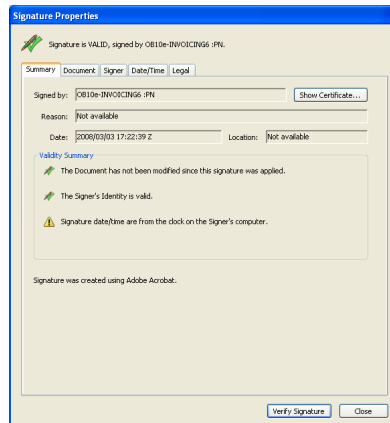 Signature Properties
Signature is VALID, signed by OB10e-INVOICING6 :PN.
Summary Document Signer Date/Time Legal
Signed by: OB10e-INVOICING6 :PN Show Certificate...
Reason: Not available
Date: 2008/03/03 17:22:39 Z Location: Not available
Validity Summary
The Document has not been modified since this signature was applied.
The Signer's Identity is valid.
Signature date/time are from the clock on the Signer's computer.
Signature was created using Adobe Acrobat.
Verify Signature Close